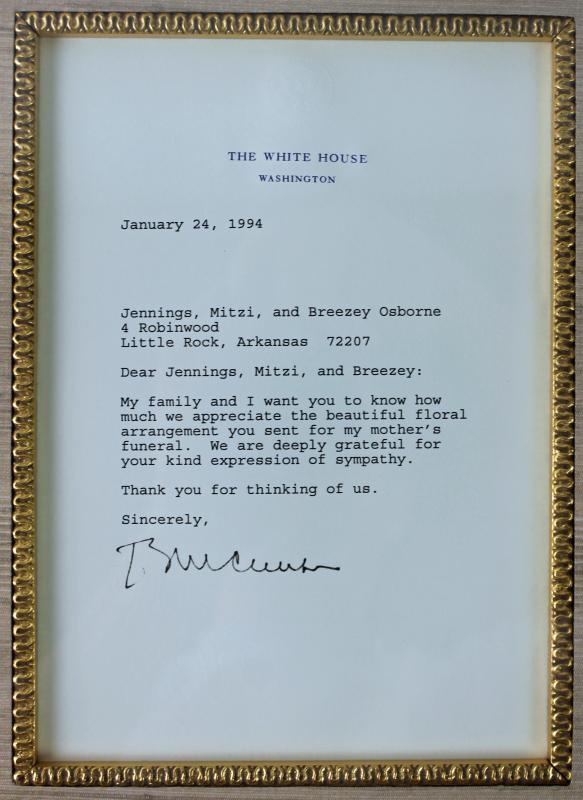 THE WHITE HOUSE
WASHINGTON
January 24, 1994
Jennings, Mitzi, and Breezey Osborne
4 Robinwood
Little Rock, Arkansas  72207
Dear Jennings, Mitzi, and Breezey:
My family and I want you to know how
much we appreciate the beautiful floral
arrangement you sent for my mother's
funeral.  We are deeply grateful for
your kind expression of sympathy.
Thank you for thinking of us.
Sincerely,
Bill Clinton